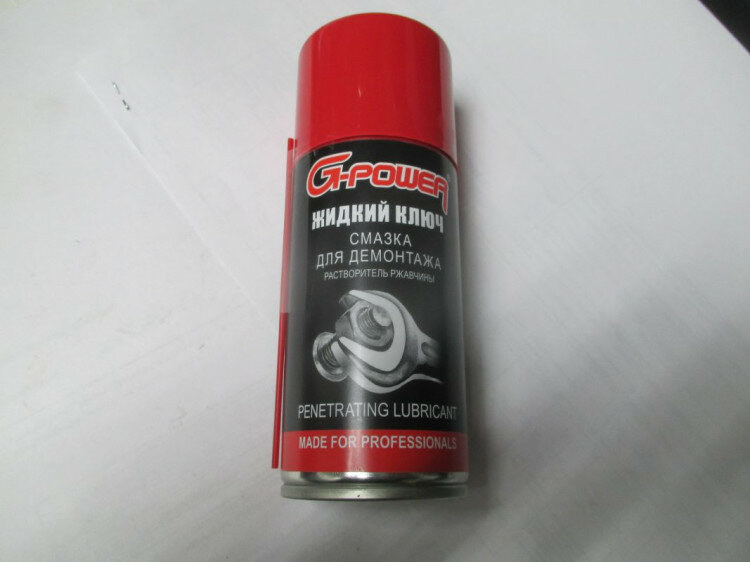 G-POWER
ЖИДКИЙ КЛЮЧ
СМАЗКА
ДЛЯ ДЕМОНТАЖА
РАСТВОРИТЕЛЬ РЖАВЧИНЫ
PENETRATING LUBRICANT
MADE FOR PROFESSIONALS